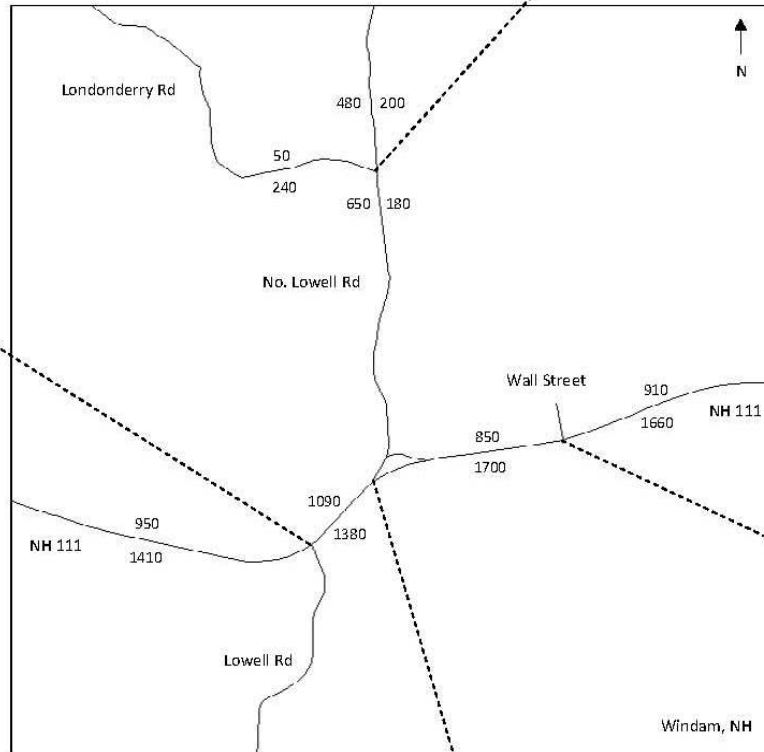 N
Londonderry Rd
480 200
50
240
650 180
No. Lowell Rd
Wall Street
910
NH 111
1660
850
1700
1090
1380
950
NH 111
1410
Lowell Rd
Windam, NH